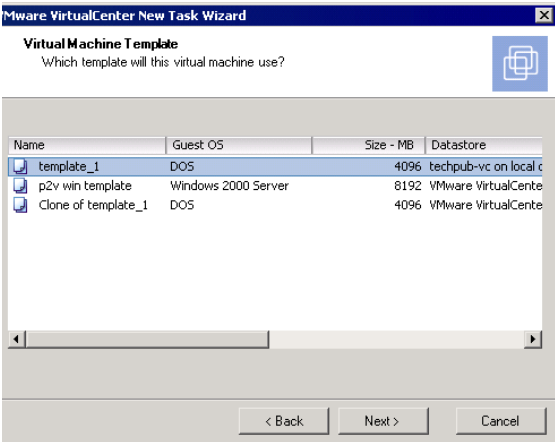 VMware VirtualCenter New Task Wizard
Virtual Machine Template
Which template will this virtual machine use?
Name Guest OS Size - MB Datastore
template_1 DOS 4096 techpub-vc on local
p2v win template Windows 2000 Server 8192 VMware VirtualCente
Clone of template_1 DOS 4096 VMware VirtualCente
< Back Next > Cancel